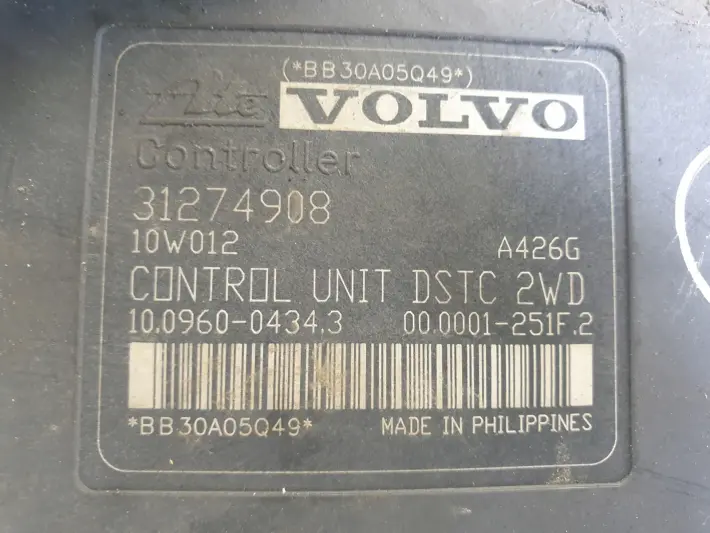 (*BB30A05Q49*)
Ate VOLVO
Controller
31274908
10W012 A426G
CONTROL UNIT DSTC 2WD
10.0960-0434.3 00.0001-251F.2
*BB30A05Q49* MADE IN PHILIPPINES